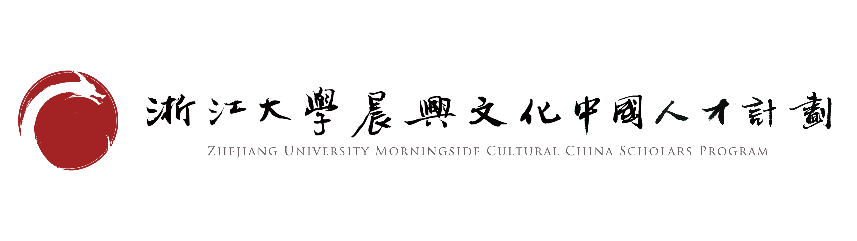 浙江大學晨興文化中國人才計劃
Zhejiang University Morningside Cultural China Scholars Program